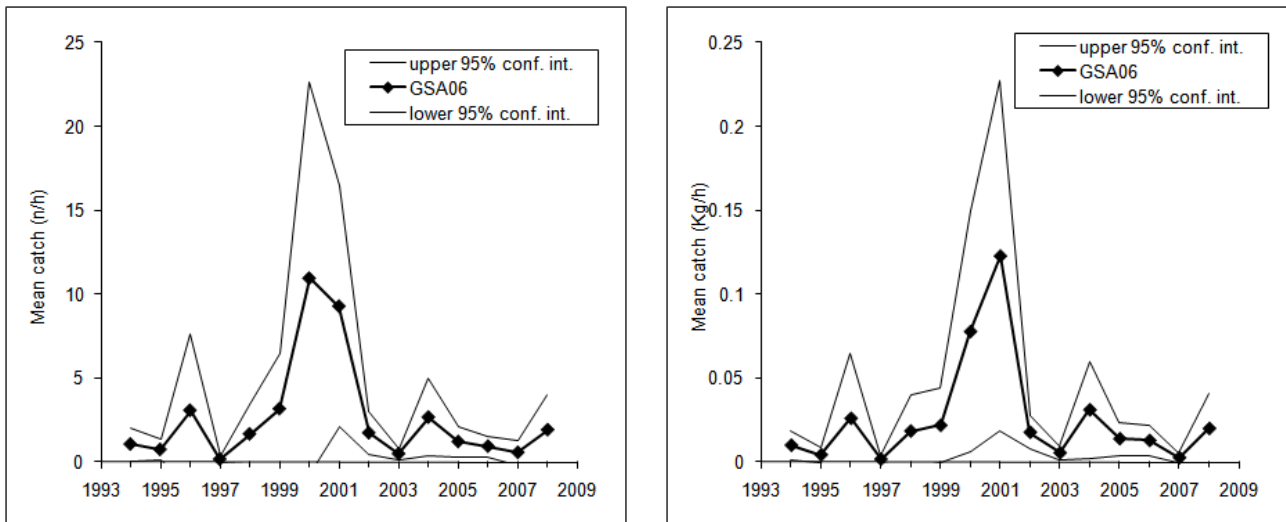 25
20
15
10
5
0
Mean catch (n/h)
upper 95% conf. int.
GSA06
lower 95% conf. int.
1993 1995 1997 1999 2001 2003 2005 2007 2009
0.25
0.2
0.15
0.1
0.05
0
Mean catch (Kg/h)
upper 95% conf. int.
GSA06
lower 95% conf. int.
1993 1995 1997 1999 2001 2003 2005 2007 2009